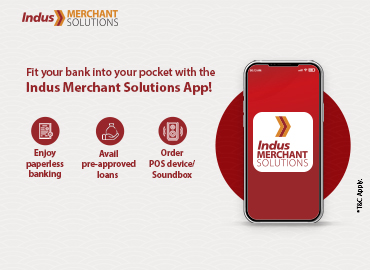 Indus MERCHANT
SOLUTIONS
Fit your bank into your pocket with the
Indus Merchant Solutions App!
Enjoy
paperless
banking
Avail
pre-approved
loans
Order
POS device/
Soundbox
Indus
MERCHANT
SOLUTIONS
*T&C Apply.